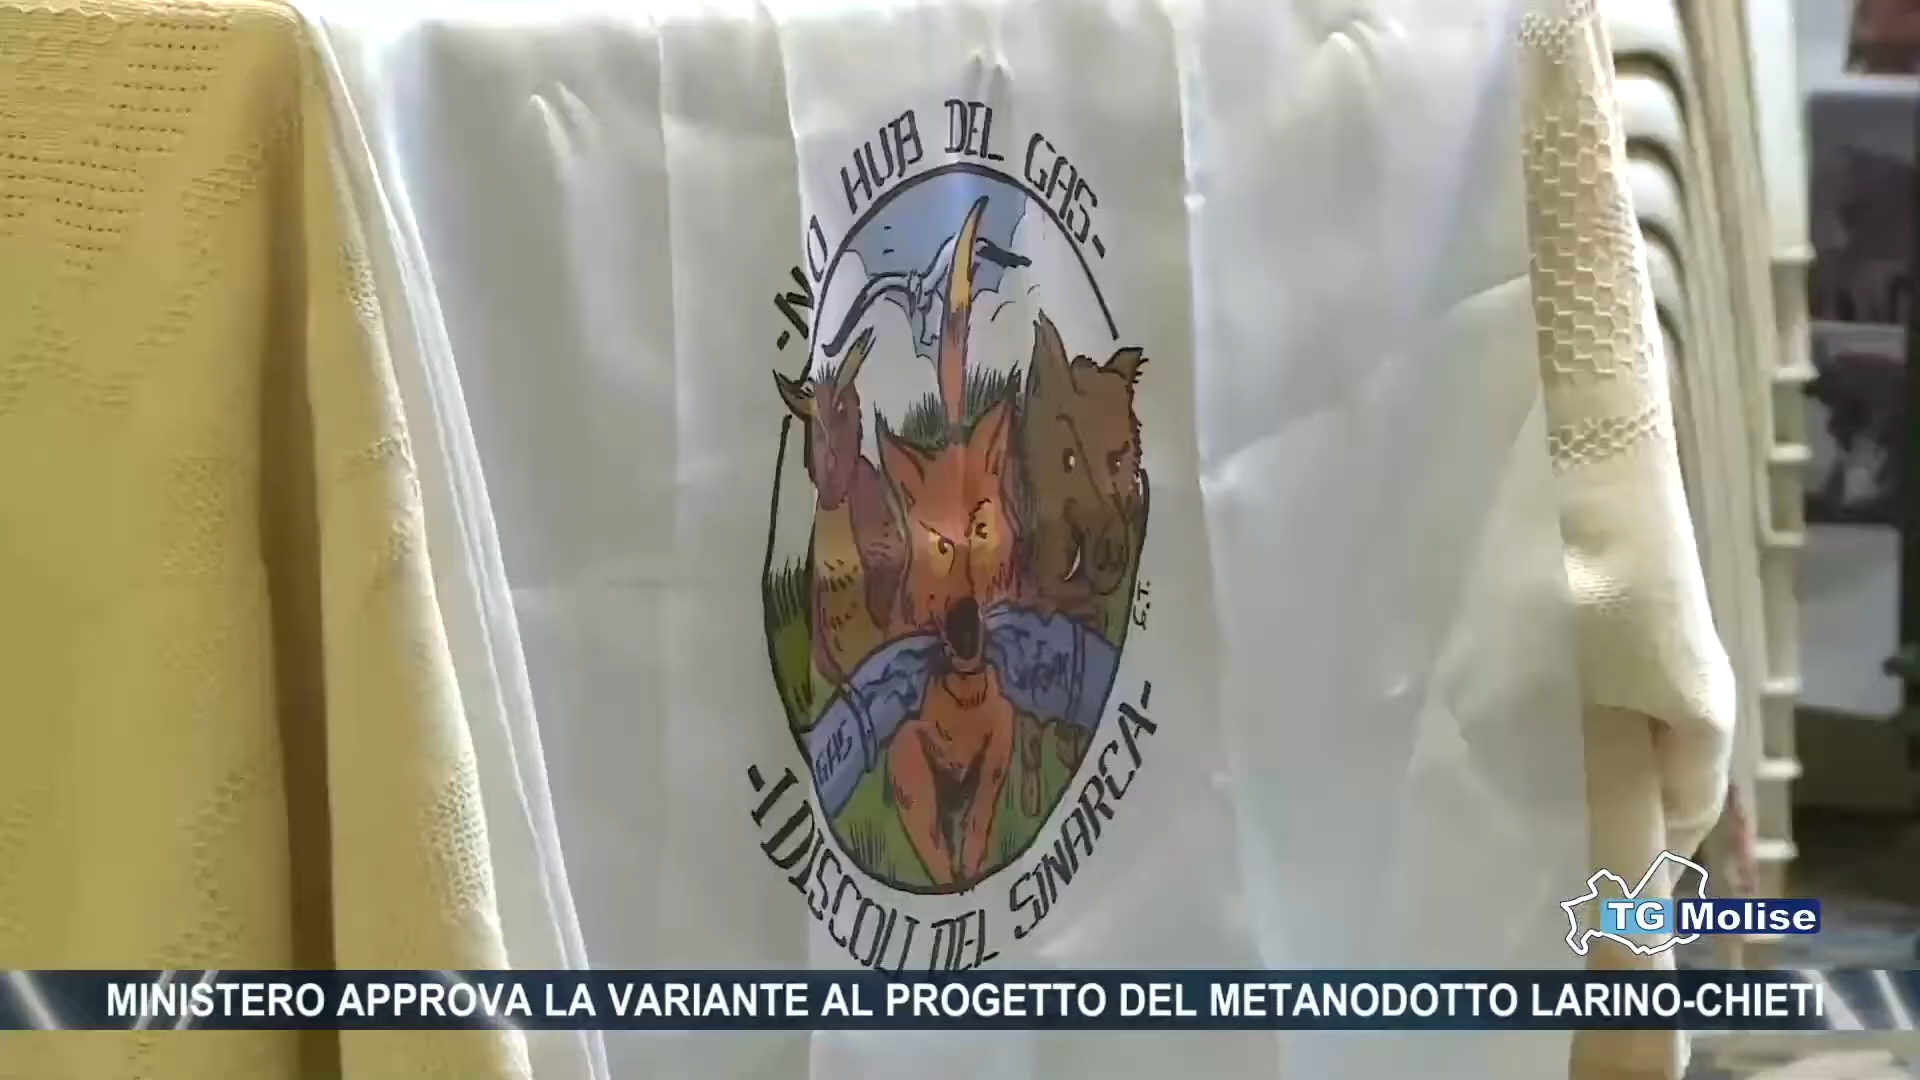 -NO HUB DEL GAS-
G.T.
GAS
-I DISCOLI DEL SINARCA-
TG Molise
MINISTERO APPROVA LA VARIANTE AL PROGETTO DEL METANODOTTO LARINO-CHIETI